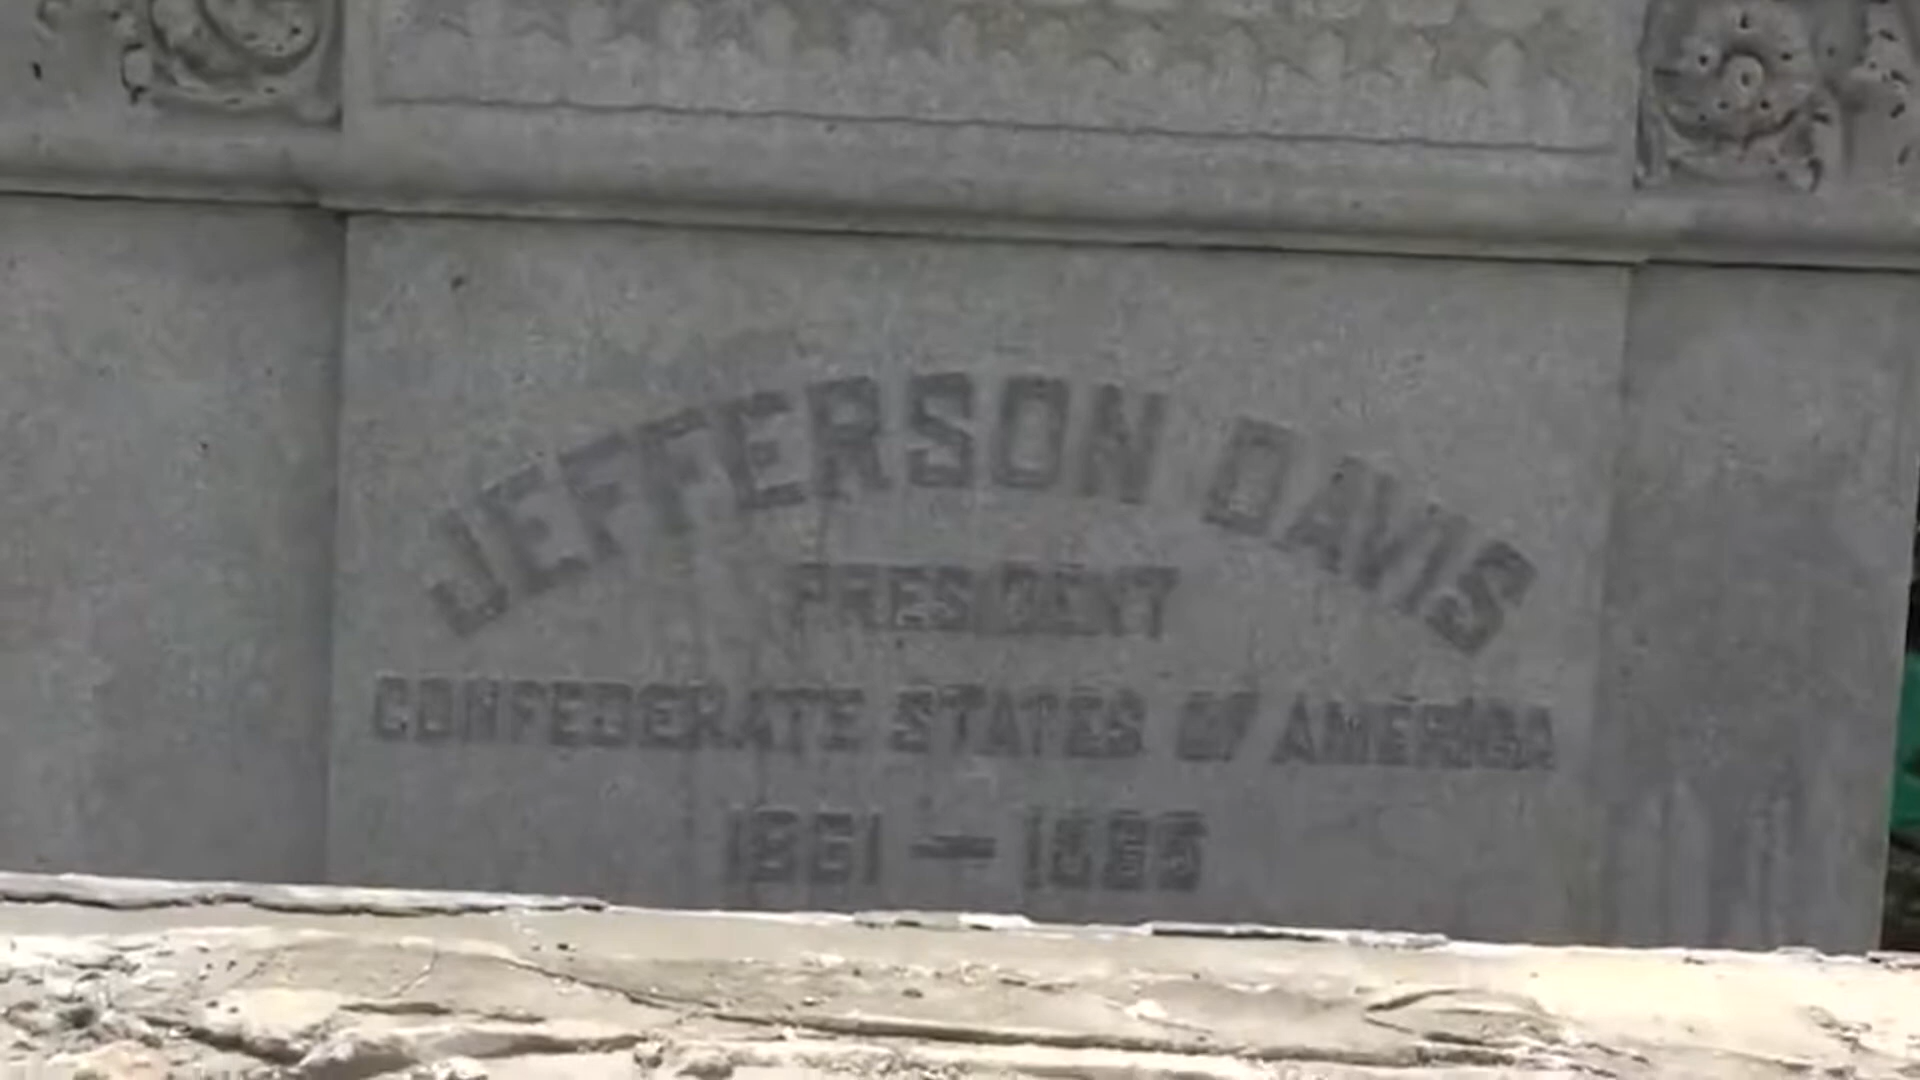 JEFFERSON DAVIS
PRESIDENT
CONFEDERATE STATES OF AMERICA
1861 — 1865